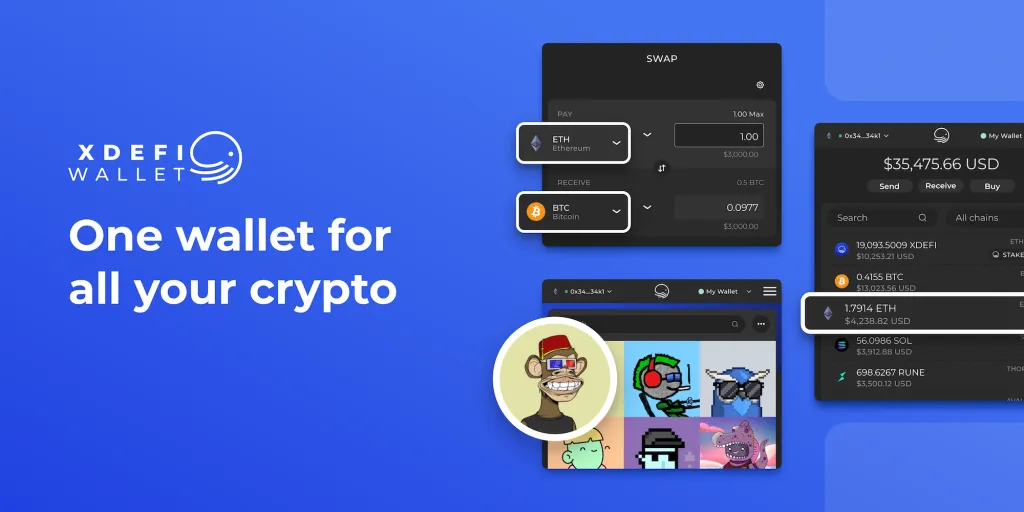 XDEFI
WALLET
One wallet for
all your crypto
SWAP
PAY
1.00 Max
ETH
Ethereum
1.00
$3,000.00
RECEIVE
0.5 BTC
BTC
Bitcoin
0.0977
$3,000.00
0x34...34k1
My Wallet
0x34...34k1
My Wallet
$35,475.66 USD
Send
Receive
Buy
Search
All chains
19,093.5009 XDEFI
$10,253.21 USD
STAKE
0.4155 BTC
$13,023.56 USD
1.7914 ETH
$4,238.82 USD
56.0986 SOL
$3,912.88 USD
698.6267 RUNE
$3,500.12 USD